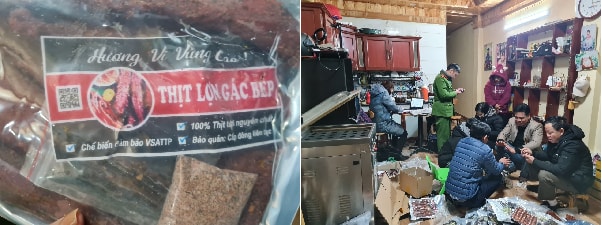 Hương Vị Vùng Cao
THỊT LỢN GÁC BẾP
100% Thịt lợn nguyên chất
Chế biến đảm bảo VSATTP
Bảo quản: Cấp đông liên tục